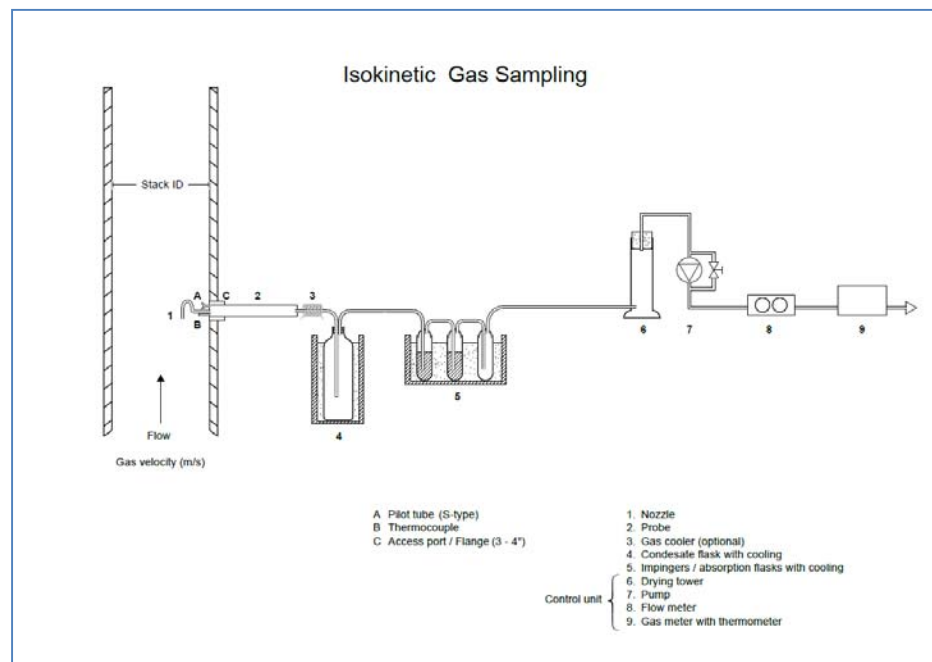 Isokinetic Gas Sampling
Stack ID
A
C
2
3
1
B
4
5
6
7
8
9
Flow
Gas velocity (m/s)
A Pilot tube (S-type)
B Thermocouple
C Access port / Flange (3 - 4")
1. Nozzle
2. Probe
3. Gas cooler (optional)
4. Condesate flask with cooling
5. Impingers / absorption flasks with cooling
Control unit
6. Drying tower
7. Pump
8. Flow meter
9. Gas meter with thermometer